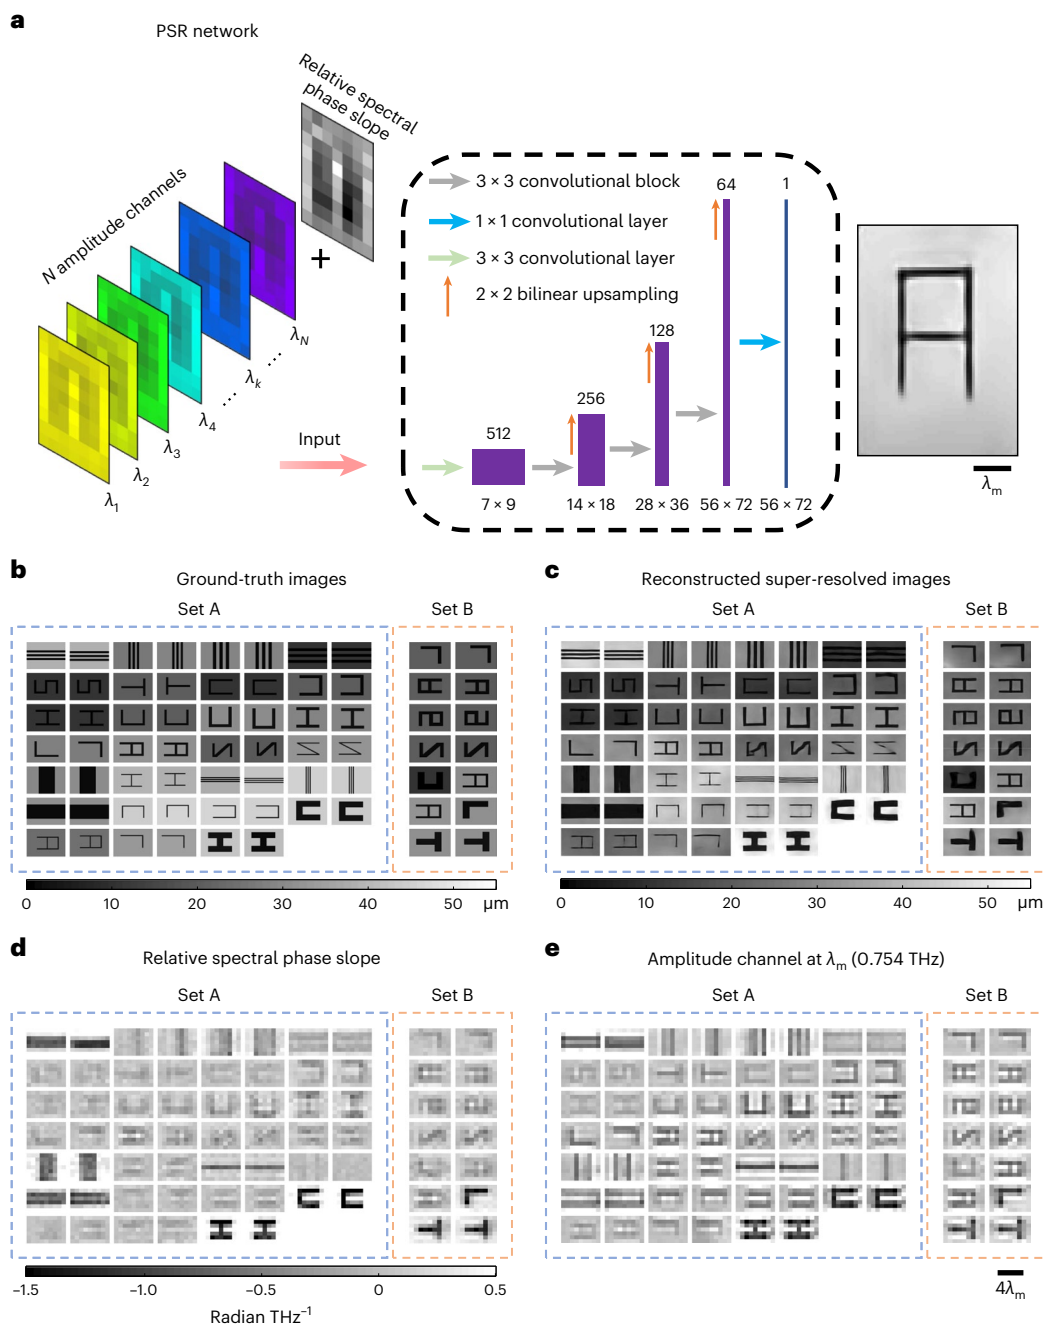 a
PSR network
Relative spectral
phase slope
N amplitude channels
+
λ1
λ2
λ3
λ4
λk
λN
Input
3 × 3 convolutional block
1 × 1 convolutional layer
3 × 3 convolutional layer
2 × 2 bilinear upsampling
512
256
128
64
1
7 × 9
14 × 18
28 × 36
56 × 72
56 × 72
λm
b
Ground-truth images
Set A
Set B
0
10
20
30
40
50
µm
c
Reconstructed super-resolved images
Set A
Set B
0
10
20
30
40
50
µm
d
Relative spectral phase slope
Set A
Set B
−1.5
−1.0
−0.5
0
0.5
Radian THz⁻¹
e
Amplitude channel at λm (0.754 THz)
Set A
Set B
4λm